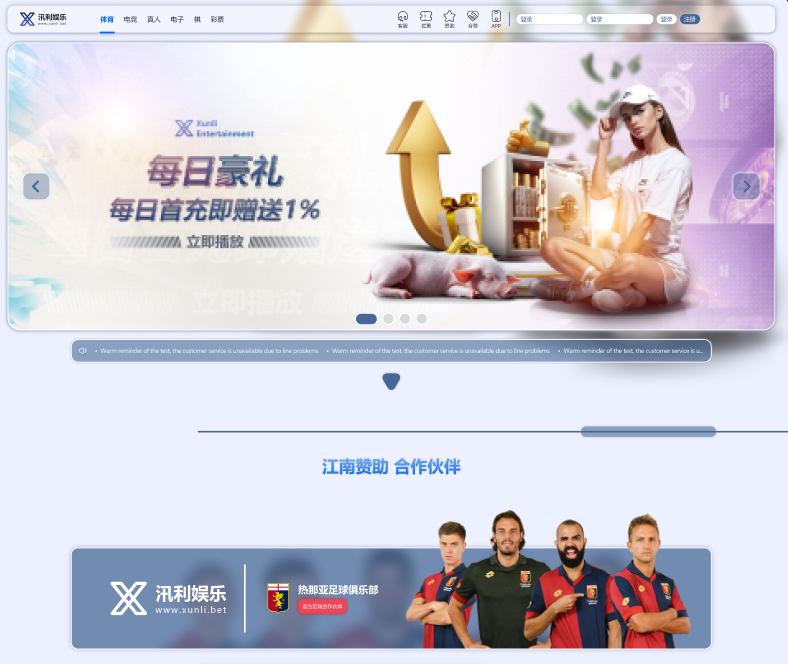 汛利娱乐
www.xunli.bet
体育 电竞 真人 电子 棋 彩票
客服 优惠 赞助 合营 APP
登录 登录 登录 注册
Xunli
Entertainment
每日豪礼
每日首充即赠送1%
立即播放
• Warm reminder of the test, the customer service is unavailable due to line problems • Warm reminder of the test, the customer service is unavailable due to line problems • Warm reminder of the test, the customer service is u...
江南赞助 合作伙伴
汛利娱乐
www.xunli.bet
热那亚足球俱乐部
官方区域合作伙伴